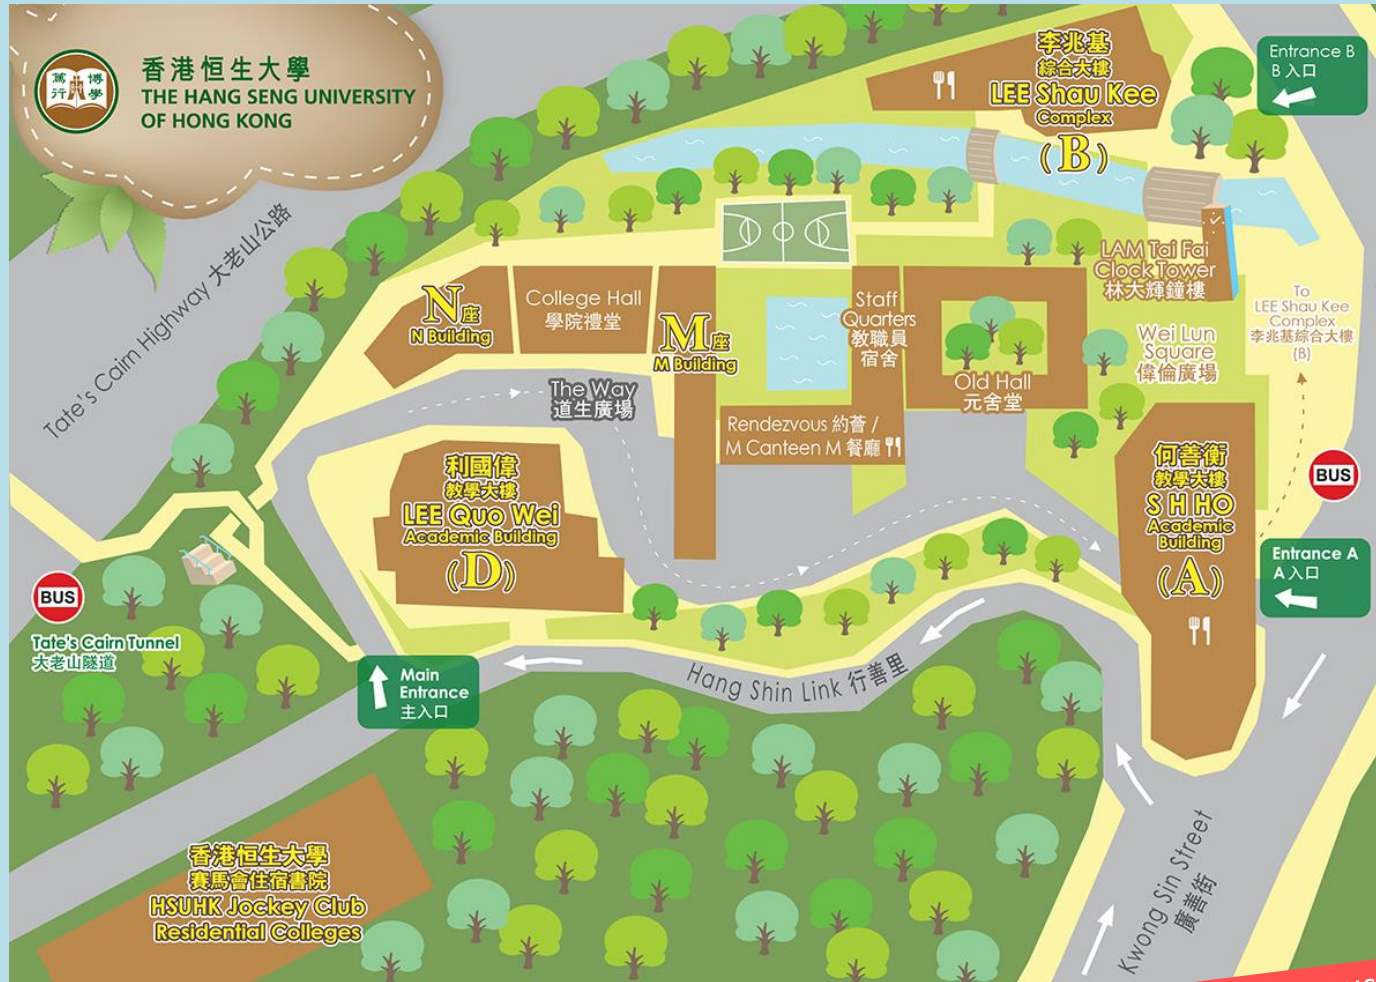 篤行
博學
香港恒生大學
THE HANG SENG UNIVERSITY
OF HONG KONG
李兆基
綜合大樓
LEE Shau Kee
Complex
(B)
Entrance B
B 入口
Tate's Cairn Highway 大老山公路
LAM Tai Fai
Clock Tower
林大輝鐘樓
N座
N Building
College Hall
學院禮堂
M座
M Building
Staff
Quarters
教職員
宿舍
To
LEE Shau Kee
Complex
李兆基綜合大樓
(B)
Wei Lun
Square
偉倫廣場
Old Hall
元舍堂
The Way
道生廣場
Rendezvous 約薈 /
M Canteen M 餐廳
利國偉
教學大樓
LEE Quo Wei
Academic Building
(D)
何善衡
教學大樓
S H HO
Academic
Building
(A)
BUS
Entrance A
A 入口
BUS
Tate's Cairn Tunnel
大老山隧道
Main
Entrance
主入口
Hang Shin Link 行善里
Kwong Sin Street
廣善街
香港恒生大學
賽馬會住宿書院
HSUHK Jockey Club
Residential Colleges